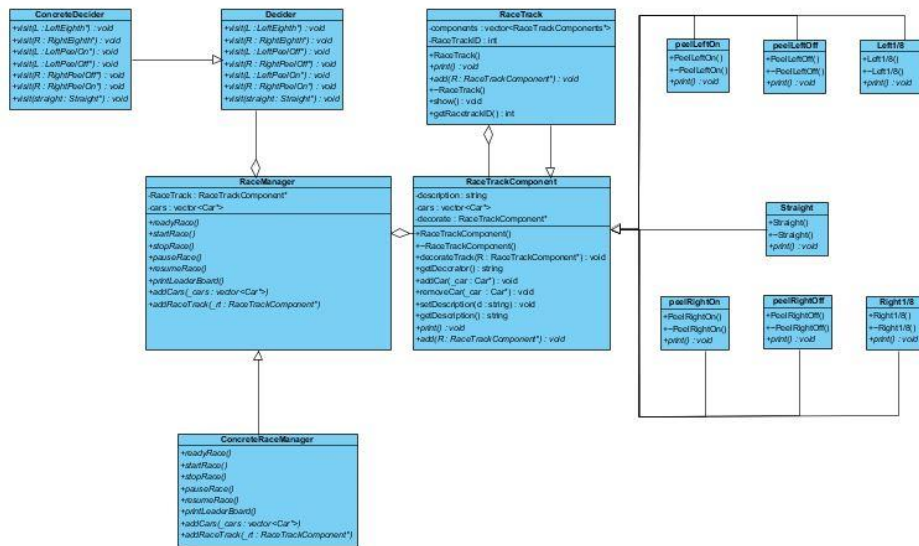 ConcreteDecider
+visit(L : LeftEighth*) : void
+visit(R : RightEighth*) : void
+visit(L : LeftPeelOn*) : void
+visit(L : LeftPeelOff*) : void
+visit(R : RightPeelOff*) : void
+visit(R : RightPeelOn*) : void
+visit(straight : Straight*) : void
Decider
+visit(L : LeftEighth*) : void
+visit(R : RightEighth*) : void
+visit(L : LeftPeelOff*) : void
+visit(R : RightPeelOff*) : void
+visit(L : LeftPeelOn*) : void
+visit(R : RightPeelOn*) : void
+visit(straight : Straight*) : void
RaceTrack
-components : vector<RaceTrackComponents*>
-RaceTrackID : int
+RaceTrack()
+print() : void
+add(R : RaceTrackComponent*) : void
+~RaceTrack()
+show() : void
+getRacetrackID() : int
peelLeftOn
+PeelLeftOn()
+~PeelLeftOn()
+print() : void
peelLeftOff
+PeelLeftOff()
+~PeelLeftOff()
+print() : void
Left1/8
+Left1/8()
+~Left1/8()
+print() : void
RaceManager
-RaceTrack : RaceTrackComponent*
-cars : vector<Car*>
+readyRace()
+startRace()
+stopRace()
+pauseRace()
+resumeRace()
+printLeaderBoard()
+addCars(_cars : vector<Car*>)
+addRaceTrack(_rt : RaceTrackComponent*)
RaceTrackComponent
-description : string
-cars : vector<Car*>
-decorate : RaceTrackComponent*
+RaceTrackComponent()
+~RaceTrackComponent()
+decorateTrack(R : RaceTrackComponent*) : void
+getDecorator() : string
+addCar(_car : Car*) : void
+removeCar(_car : Car*) : void
+setDescription(d : string) : void
+getDescription() : string
+print() : void
+add(R : RaceTrackComponent*) : void
Straight
+Straight()
+~Straight()
+print() : void
peelRightOn
+PeelRightOn()
+~PeelRightOn()
+print() : void
peelRightOff
+PeelRightOff()
+~PeelRightOff()
+print() : void
Right1/8
+Right1/8()
+~Right1/8()
+print() : void
ConcreteRaceManager
+readyRace()
+startRace()
+stopRace()
+pauseRace()
+resumeRace()
+printLeaderBoard()
+addCars(_cars : vector<Car*>)
+addRaceTrack(_rt : RaceTrackComponent*)